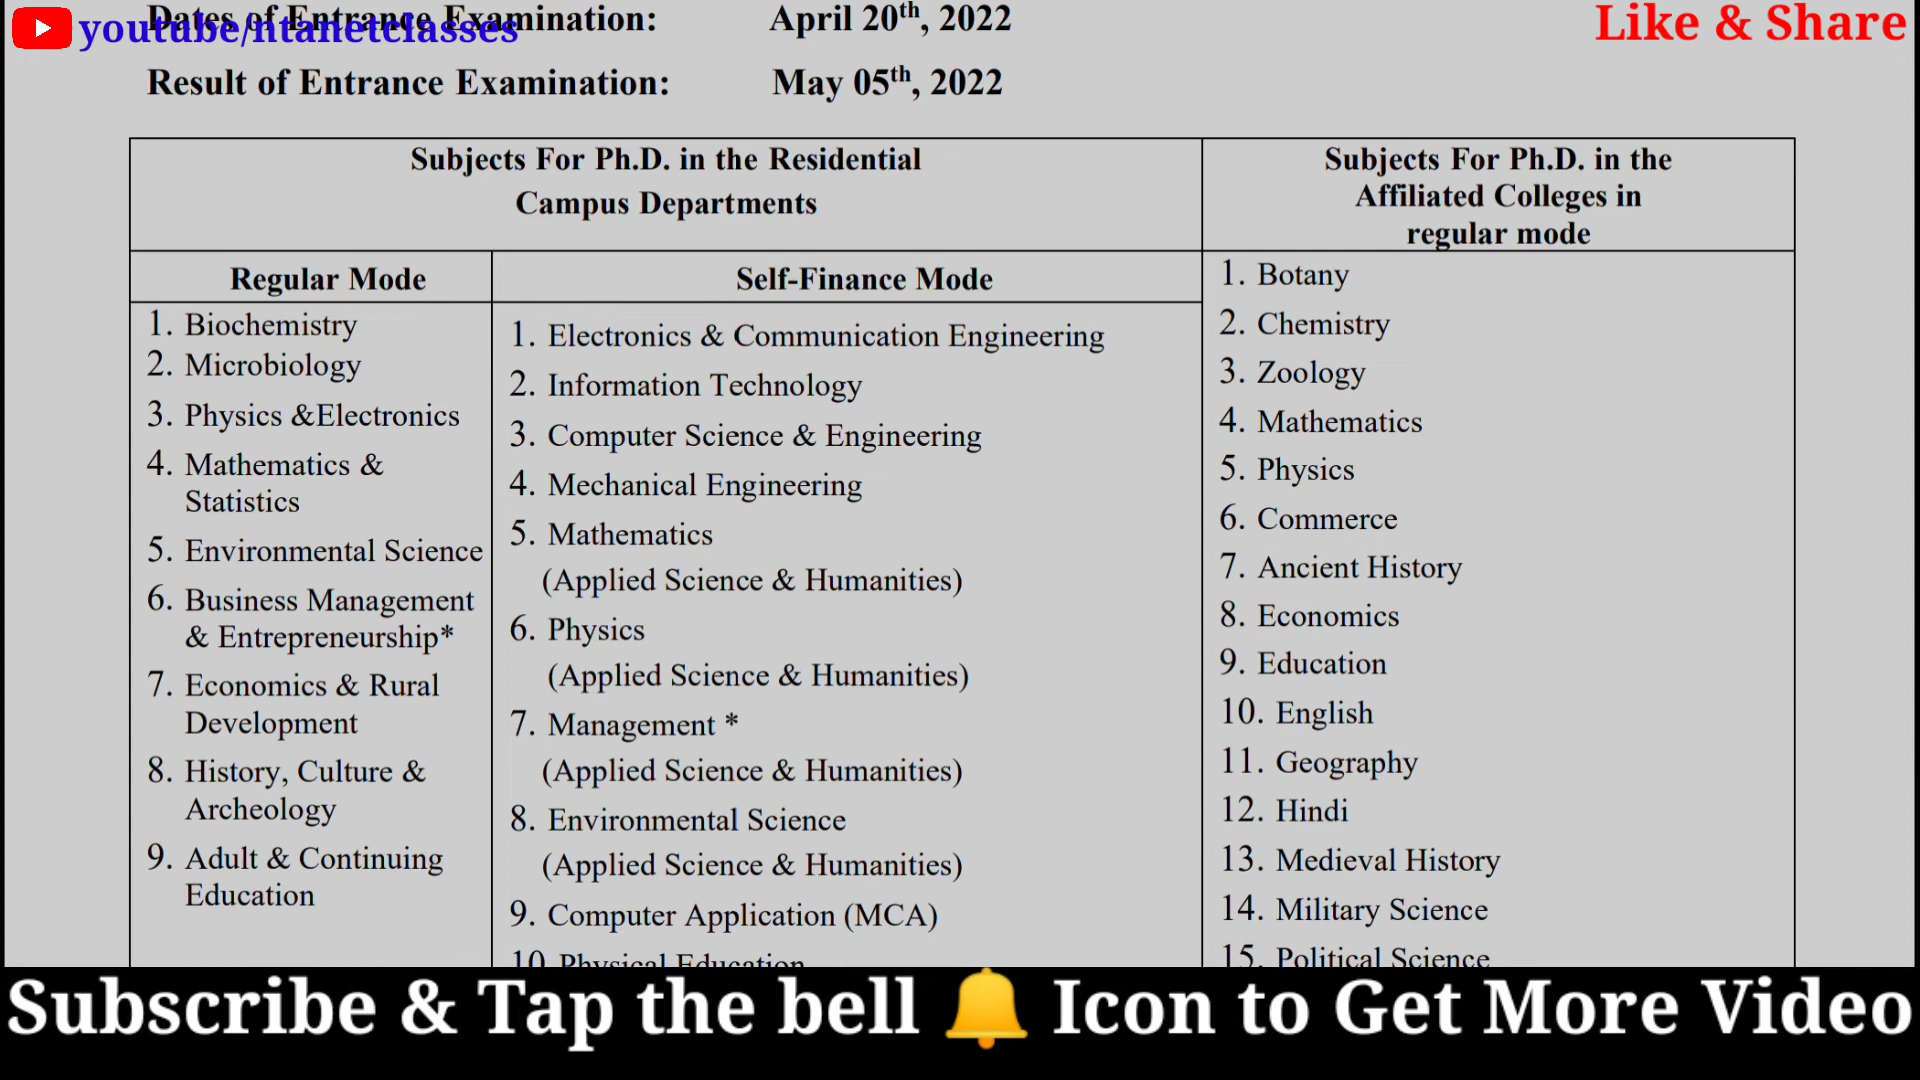 Dates of Entrance Examination: April 20th, 2022
youtube/ntanetclasses
Like & Share
Result of Entrance Examination: May 05th, 2022
Subjects For Ph.D. in the Residential
Campus Departments
Subjects For Ph.D. in the
Affiliated Colleges in
regular mode
Regular Mode
1. Biochemistry
2. Microbiology
3. Physics &Electronics
4. Mathematics &
Statistics
5. Environmental Science
6. Business Management
& Entrepreneurship*
7. Economics & Rural
Development
8. History, Culture &
Archeology
9. Adult & Continuing
Education
Self-Finance Mode
1. Electronics & Communication Engineering
2. Information Technology
3. Computer Science & Engineering
4. Mechanical Engineering
5. Mathematics
(Applied Science & Humanities)
6. Physics
(Applied Science & Humanities)
7. Management *
(Applied Science & Humanities)
8. Environmental Science
(Applied Science & Humanities)
9. Computer Application (MCA)
10. Physical Education
1. Botany
2. Chemistry
3. Zoology
4. Mathematics
5. Physics
6. Commerce
7. Ancient History
8. Economics
9. Education
10. English
11. Geography
12. Hindi
13. Medieval History
14. Military Science
15. Political Science
Subscribe & Tap the bell 🔔 Icon to Get More Video